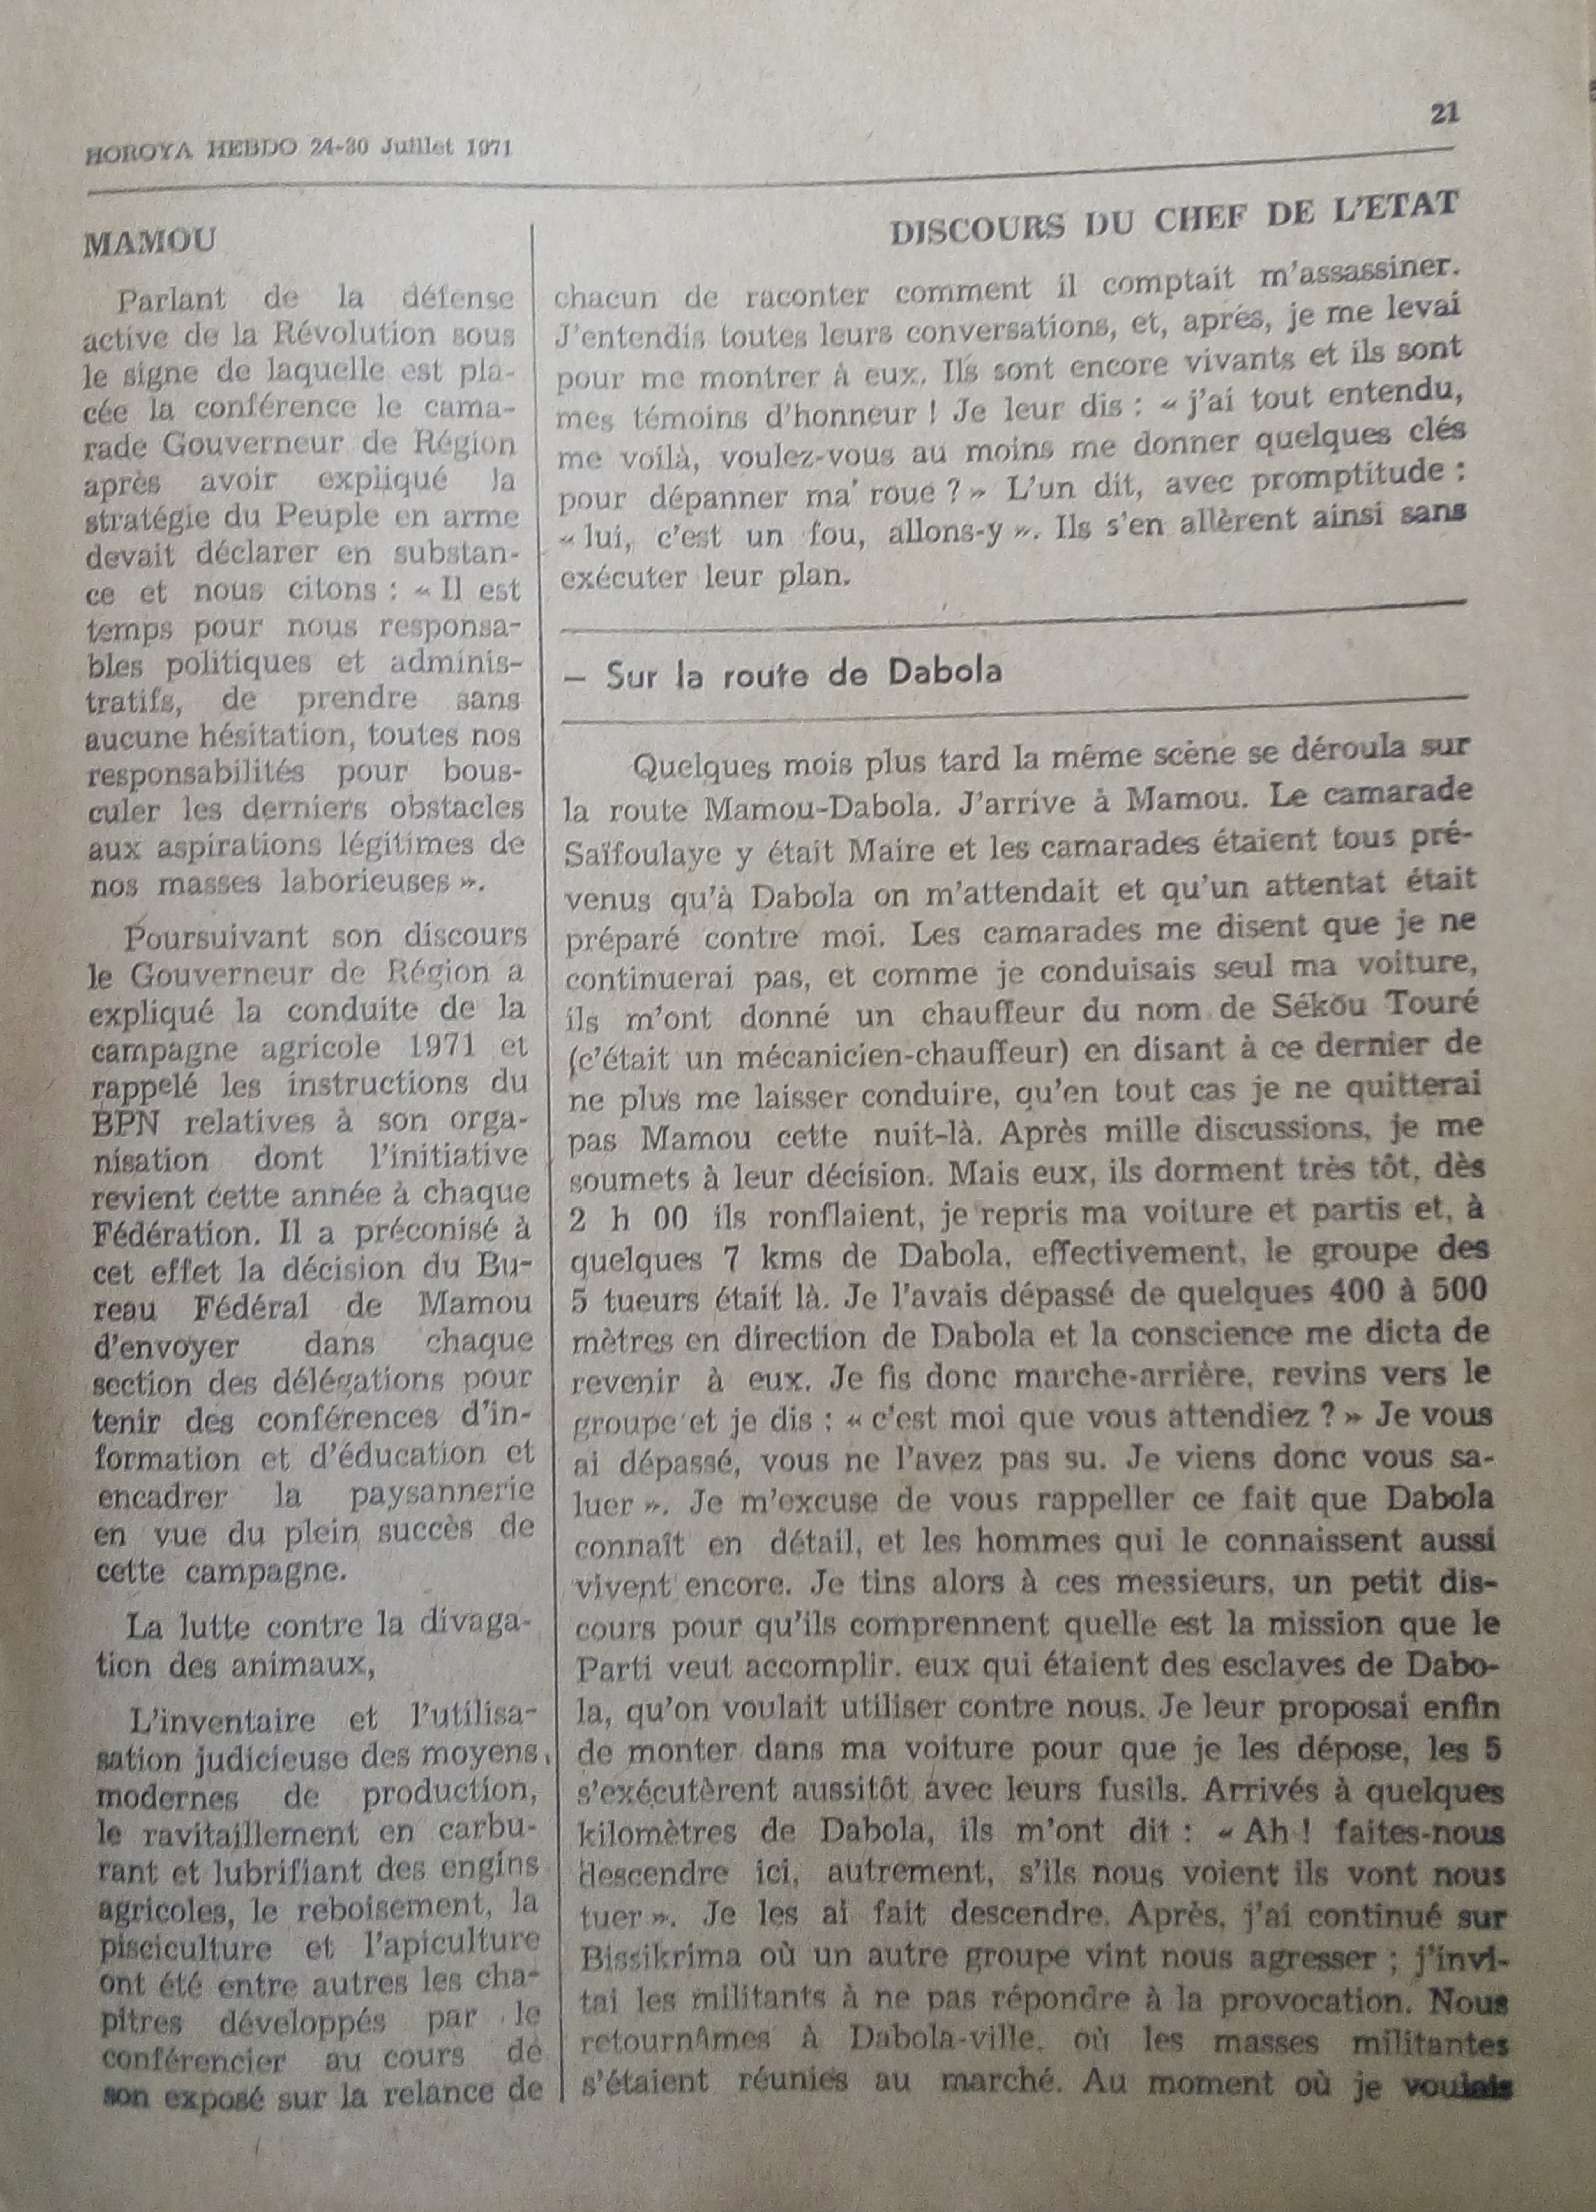 HOROYA HEBDO 24-30 Juillet 1971
21
MAMOU
Parlant de la défense
active de la Révolution sous
le signe de laquelle est pla-
cée la conférence le cama-
rade Gouverneur de Région
après avoir expliqué la
stratégie du Peuple en arme
devait déclarer en substan-
ce et nous citons : « Il est
temps pour nous responsa-
bles politiques et adminis-
tratifs, de prendre sans
aucune hésitation, toutes nos
responsabilités pour bous-
culer les derniers obstacles
aux aspirations légitimes de
nos masses laborieuses ».
Poursuivant son discours
le Gouverneur de Région a
expliqué la conduite de la
campagne agricole 1971 et
rappelé les instructions du
BPN relatives à son orga-
nisation dont l'initiative
revient cette année à chaque
Fédération. Il a préconisé à
cet effet la décision du Bu-
reau Fédéral de Mamou
d'envoyer dans chaque
section des délégations pour
tenir des conférences d'in-
formation et d'éducation et
encadrer la paysannerie
en vue du plein succès de
cette campagne.
La lutte contre la divaga-
tion des animaux,
L'inventaire et l'utilisa-
sation judicieuse des moyens
modernes de production,
le ravitaillement en carbu-
rant et lubrifiant des engins
agricoles, le reboisement, la
pisciculture et l'apiculture
ont été entre autres les cha-
pitres développés par le
conférencier au cours de
son exposé sur la relance de
DISCOURS DU CHEF DE L'ETAT
chacun de raconter comment il comptait m'assassiner.
J'entendis toutes leurs conversations, et, aprés, je me levai
pour me montrer à eux. Ils sont encore vivants et ils sont
mes témoins d'honneur ! Je leur dis : « j'ai tout entendu,
me voilà, voulez-vous au moins me donner quelques clés
pour dépanner ma roue ? » L'un dit, avec promptitude :
« lui, c'est un fou, allons-y ». Ils s'en allèrent ainsi sans
exécuter leur plan.
— Sur la route de Dabola
Quelques mois plus tard la même scène se déroula sur
la route Mamou-Dabola. J'arrive à Mamou. Le camarade
Saïfoulaye y était Maire et les camarades étaient tous pré-
venus qu'à Dabola on m'attendait et qu'un attentat était
préparé contre moi. Les camarades me disent que je ne
continuerai pas, et comme je conduisais seul ma voiture,
ils m'ont donné un chauffeur du nom de Sékou Touré
(c'était un mécanicien-chauffeur) en disant à ce dernier de
ne plus me laisser conduire, qu'en tout cas je ne quitterai
pas Mamou cette nuit-là. Après mille discussions, je me
soumets à leur décision. Mais eux, ils dorment très tôt, dès
2 h 00 ils ronflaient, je repris ma voiture et partis et, à
quelques 7 kms de Dabola, effectivement, le groupe des
5 tueurs était là. Je l'avais dépassé de quelques 400 à 500
mètres en direction de Dabola et la conscience me dicta de
revenir à eux. Je fis donc marche-arrière, revins vers le
groupe et je dis : « c'est moi que vous attendiez ? » Je vous
ai dépassé, vous ne l'avez pas su. Je viens donc vous sa-
luer ». Je m'excuse de vous rappeller ce fait que Dabola
connaît en détail, et les hommes qui le connaissent aussi
vivent encore. Je tins alors à ces messieurs, un petit dis-
cours pour qu'ils comprennent quelle est la mission que le
Parti veut accomplir. eux qui étaient des esclaves de Dabo-
la, qu'on voulait utiliser contre nous. Je leur proposai enfin
de monter dans ma voiture pour que je les dépose, les 5
s'exécutèrent aussitôt avec leurs fusils. Arrivés à quelques
kilomètres de Dabola, ils m'ont dit : « Ah ! faites-nous
descendre ici, autrement, s'ils nous voient ils vont nous
tuer ». Je les ai fait descendre. Après, j'ai continué sur
Bissikrima où un autre groupe vint nous agresser ; j'invi-
tai les militants à ne pas répondre à la provocation. Nous
retournâmes à Dabola-ville, où les masses militantes
s'étaient réunies au marché. Au moment où je voulais